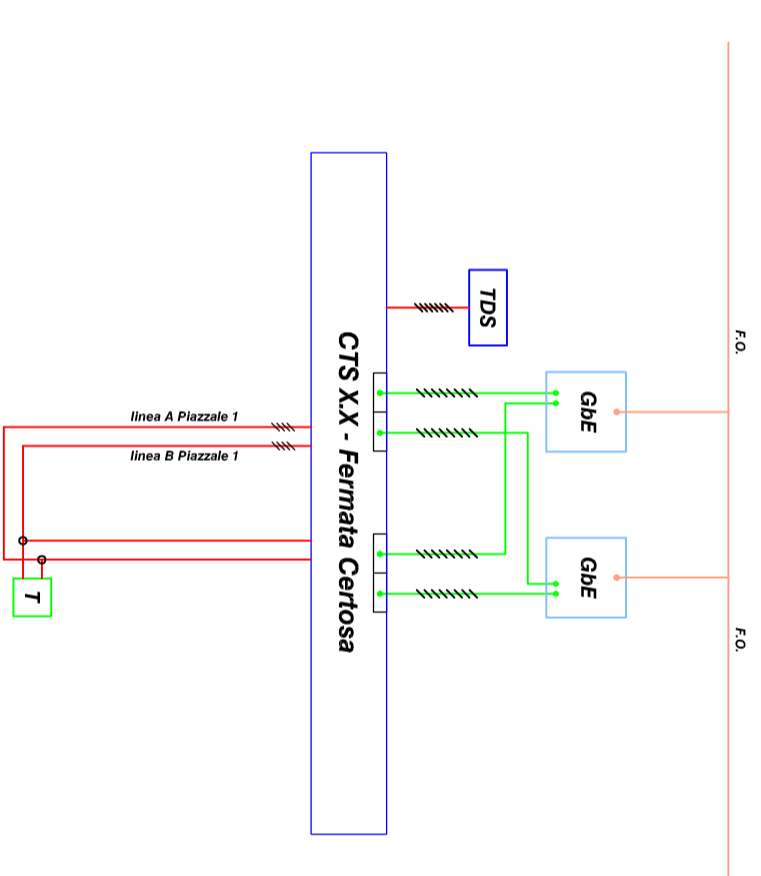 F.O.
TDS
GbE
CTS X.X - Fermata Certosa
linea A Piazzale 1
linea B Piazzale 1
GbE
T
F.O.